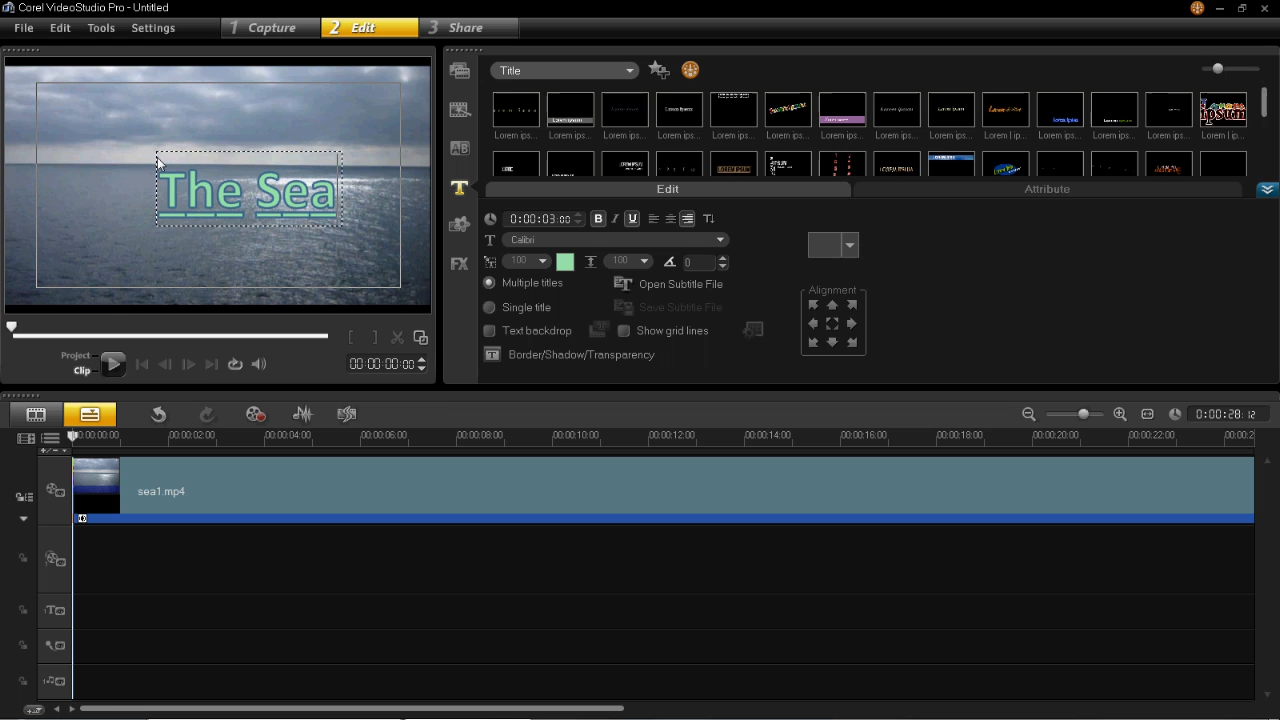 Corel VideoStudio Pro - Untitled
File Edit Tools Settings 1 Capture 2 Edit 3 Share
Title
Lorem ips... Lorem ips... Lorem ips... Lorem ips... Lorem ips... Lorem ips... Lorem ips... Lorem ips... Lorem ips... Lorem I ip... Lorem ips... Lorem ips... Lorem ips... Lorem I ip...
AB
T
FX
Edit Attribute
The Sea
0:00:03:00 B I U
Calibri
100 100 0
Multiple titles Open Subtitle File
Single title Save Subtitle File
Text backdrop Show grid lines
Border/Shadow/Transparency
Alignment
Project
Clip
00:00:00:00
0:00:28:12
00:00:00:00 00:00:02:00 00:00:04:00 00:00:06:00 00:00:08:00 00:00:10:00 00:00:12:00 00:00:14:00 00:00:16:00 00:00:18:00 00:00:20:00 00:00:22:00 00:00:2
sea1.mp4